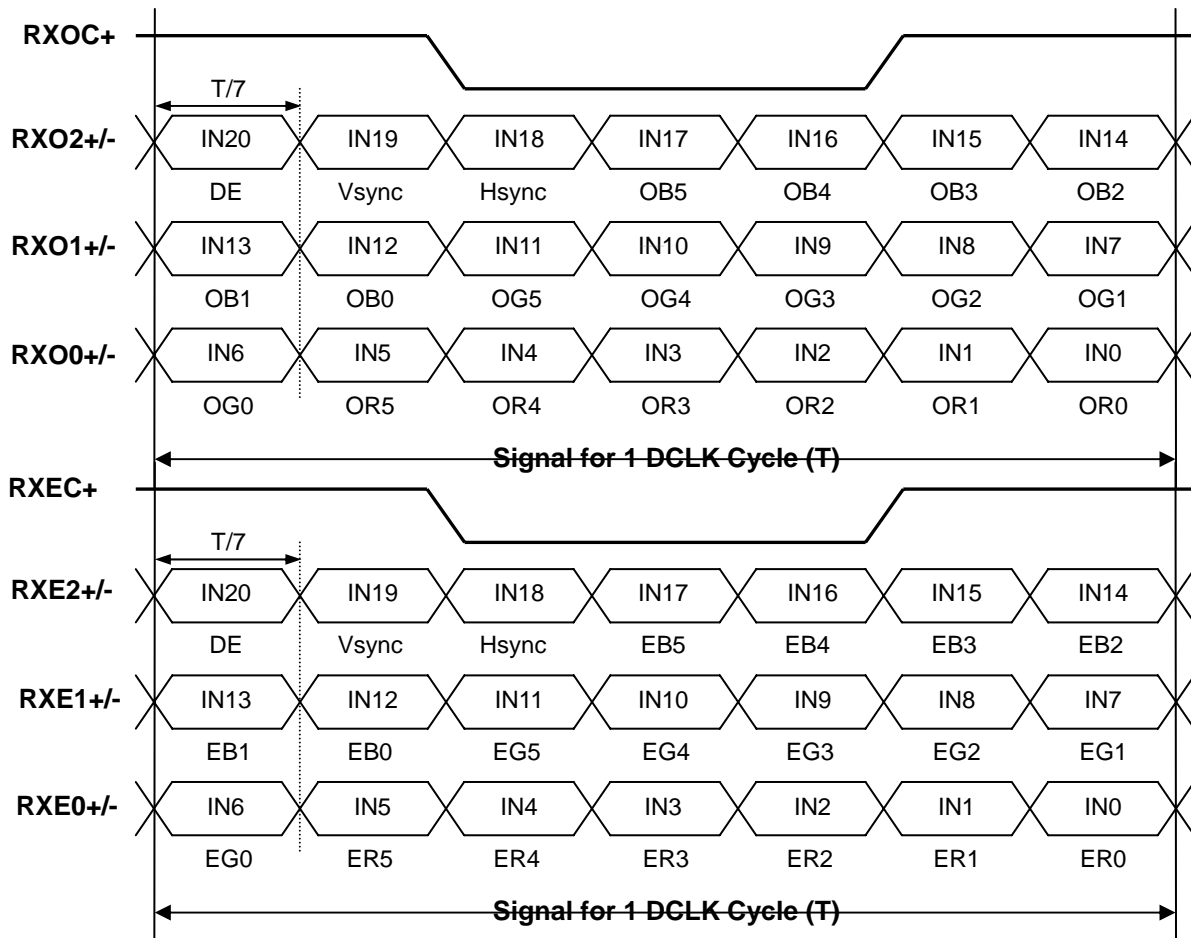 RXOC+
T/7
RXO2+/- IN20 IN19 IN18 IN17 IN16 IN15 IN14
DE Vsync Hsync OB5 OB4 OB3 OB2
RXO1+/- IN13 IN12 IN11 IN10 IN9 IN8 IN7
OB1 OB0 OG5 OG4 OG3 OG2 OG1
RXO0+/- IN6 IN5 IN4 IN3 IN2 IN1 IN0
OG0 OR5 OR4 OR3 OR2 OR1 OR0
Signal for 1 DCLK Cycle (T)
RXEC+
T/7
RXE2+/- IN20 IN19 IN18 IN17 IN16 IN15 IN14
DE Vsync Hsync EB5 EB4 EB3 EB2
RXE1+/- IN13 IN12 IN11 IN10 IN9 IN8 IN7
EB1 EB0 EG5 EG4 EG3 EG2 EG1
RXE0+/- IN6 IN5 IN4 IN3 IN2 IN1 IN0
EG0 ER5 ER4 ER3 ER2 ER1 ER0
Signal for 1 DCLK Cycle (T)